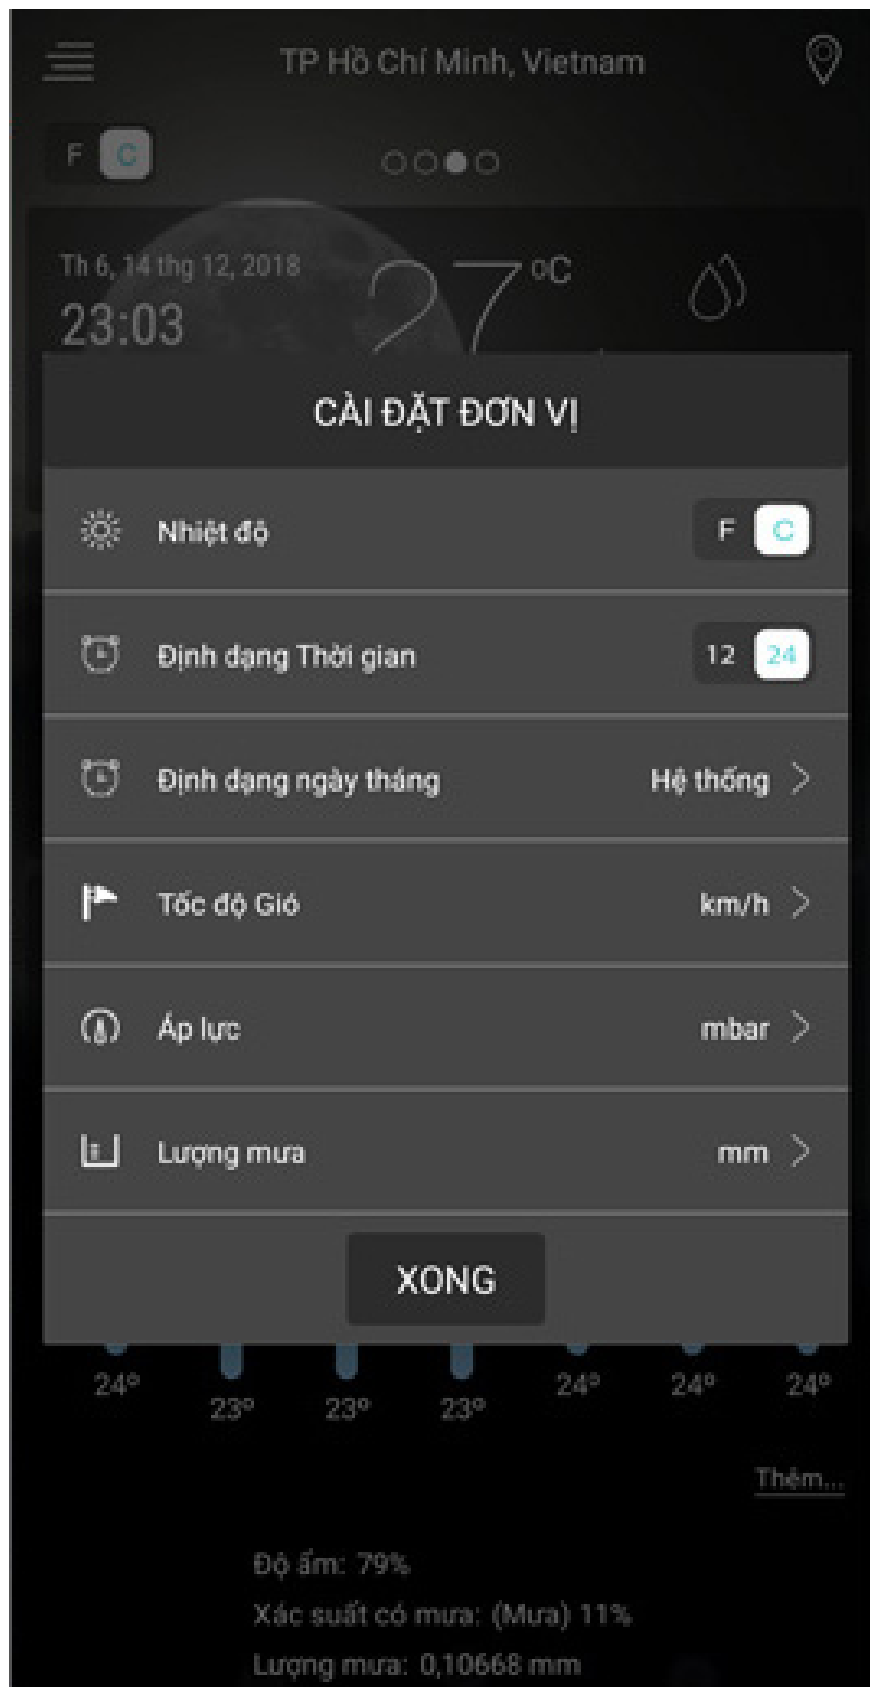 TP Hồ Chí Minh, Vietnam
F C
Th 6, 14 thg 12, 2018
27°C
23:03
CÀI ĐẶT ĐƠN VỊ
Nhiệt độ F C
Định dạng Thời gian 12 24
Định dạng ngày tháng Hệ thống
Tốc độ Gió km/h
Áp lực mbar
Lượng mưa mm
XONG
24° 23° 23° 23° 24° 24° 24°
Thêm...
Độ ẩm: 79%
Xác suất có mưa: (Mưa) 11%
Lượng mưa: 0,10668 mm